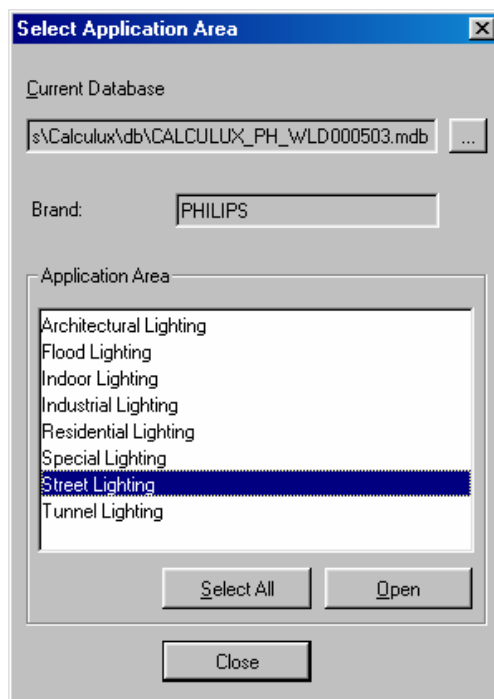 Select Application Area
Current Database
s\Calculux\db\CALCULUX_PH_WLD000503.mdb ...
Brand: PHILIPS
Application Area
Architectural Lighting
Flood Lighting
Indoor Lighting
Industrial Lighting
Residential Lighting
Special Lighting
Street Lighting
Tunnel Lighting
Select All Open
Close